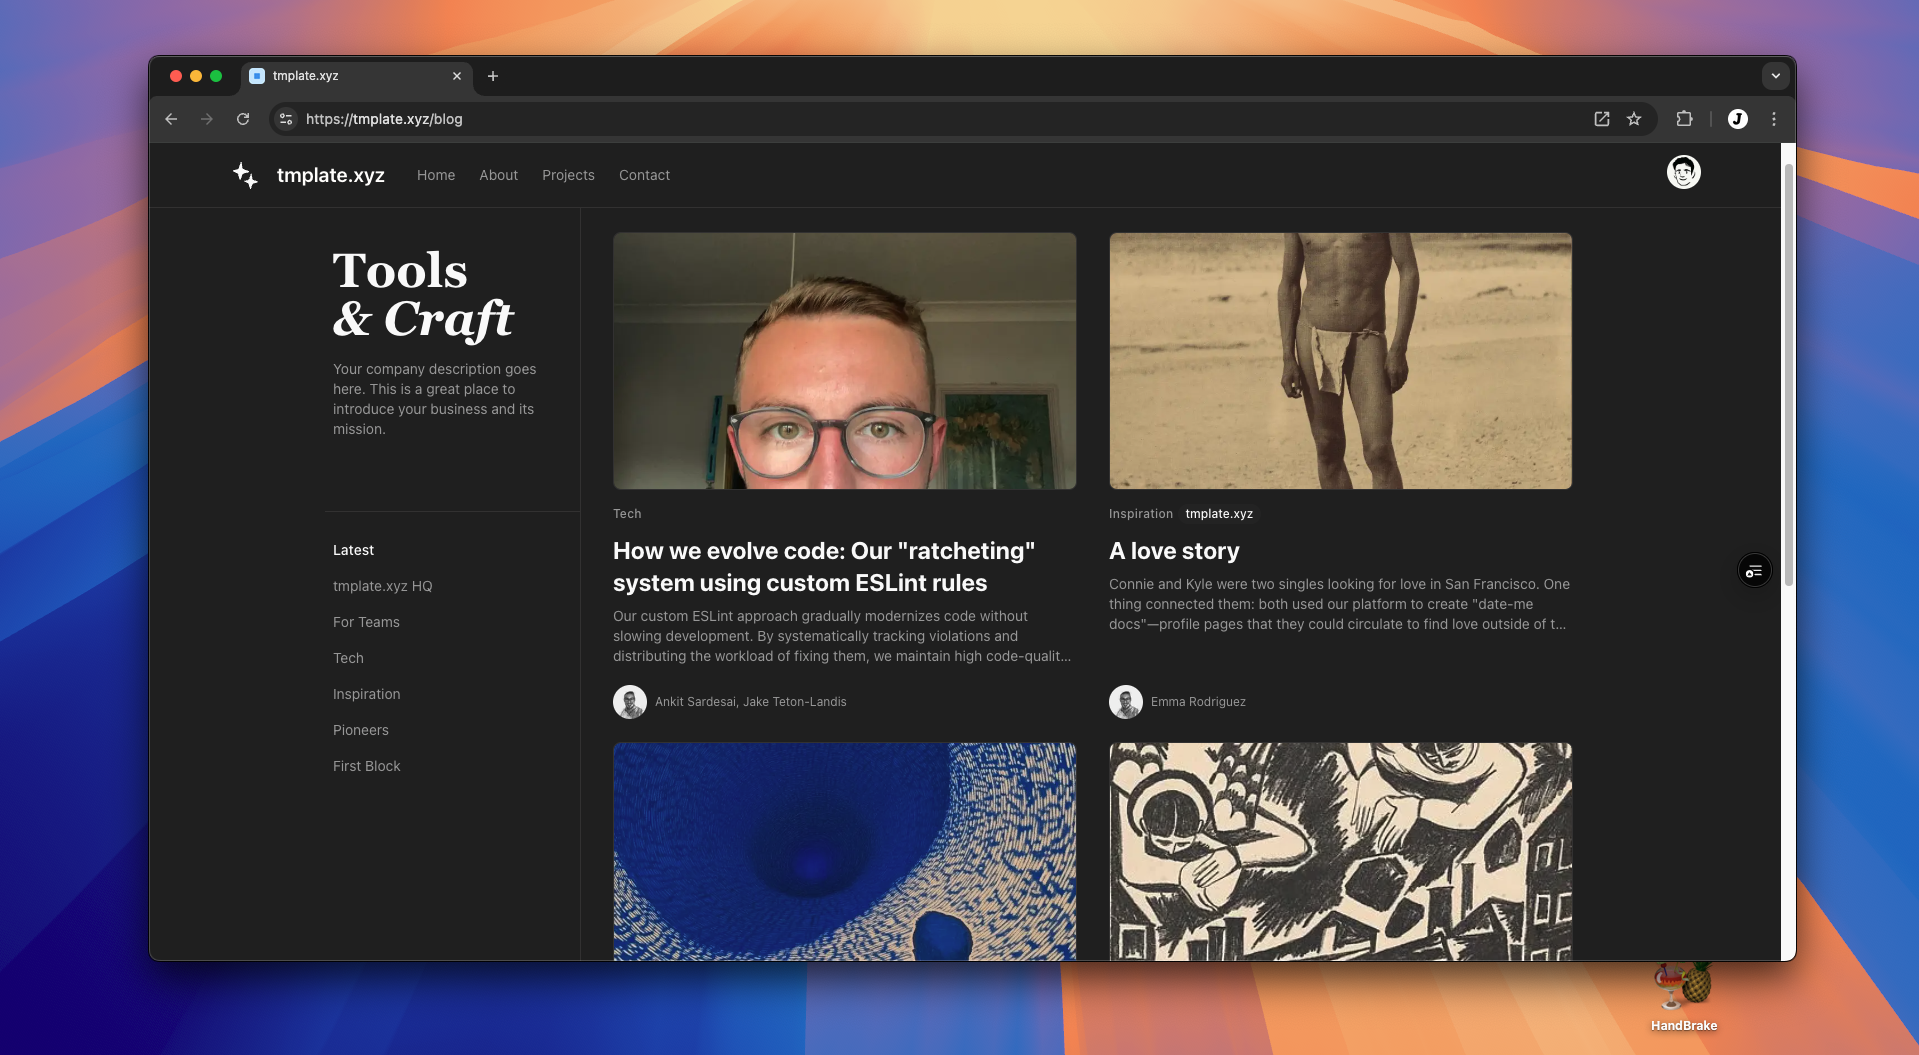 tmplate.xyz
https://tmplate.xyz/blog
J
tmplate.xyz
Home
About
Projects
Contact
Tools
& Craft
Your company description goes
here. This is a great place to
introduce your business and its
mission.
Latest
tmplate.xyz HQ
For Teams
Tech
Inspiration
Pioneers
First Block
Tech
How we evolve code: Our "ratcheting"
system using custom ESLint rules
Our custom ESLint approach gradually modernizes code without
slowing development. By systematically tracking violations and
distributing the workload of fixing them, we maintain high code-qualit...
Ankit Sardesai, Jake Teton-Landis
Inspiration tmplate.xyz
A love story
Connie and Kyle were two singles looking for love in San Francisco. One
thing connected them: both used our platform to create "date-me
docs"—profile pages that they could circulate to find love outside of t...
Emma Rodriguez
HandBrake